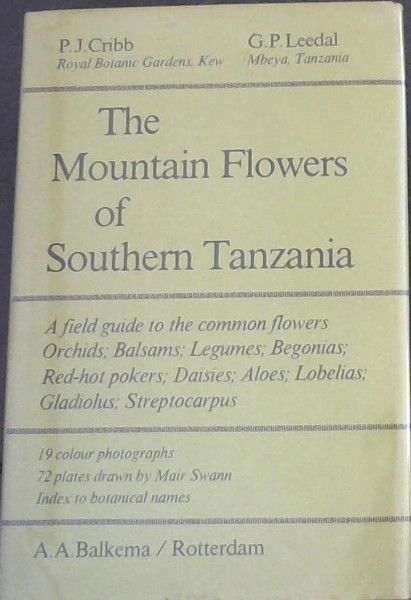 P.J.Cribb G.P.Leedal
Royal Botanic Gardens, Kew Mbeya, Tanzania
The
Mountain Flowers
of
Southern Tanzania
A field guide to the common flowers
Orchids; Balsams; Legumes; Begonias;
Red-hot pokers; Daisies; Aloes; Lobelias;
Gladiolus; Streptocarpus
19 colour photographs
72 plates drawn by Mair Swann
Index to botanical names
A.A.Balkema / Rotterdam